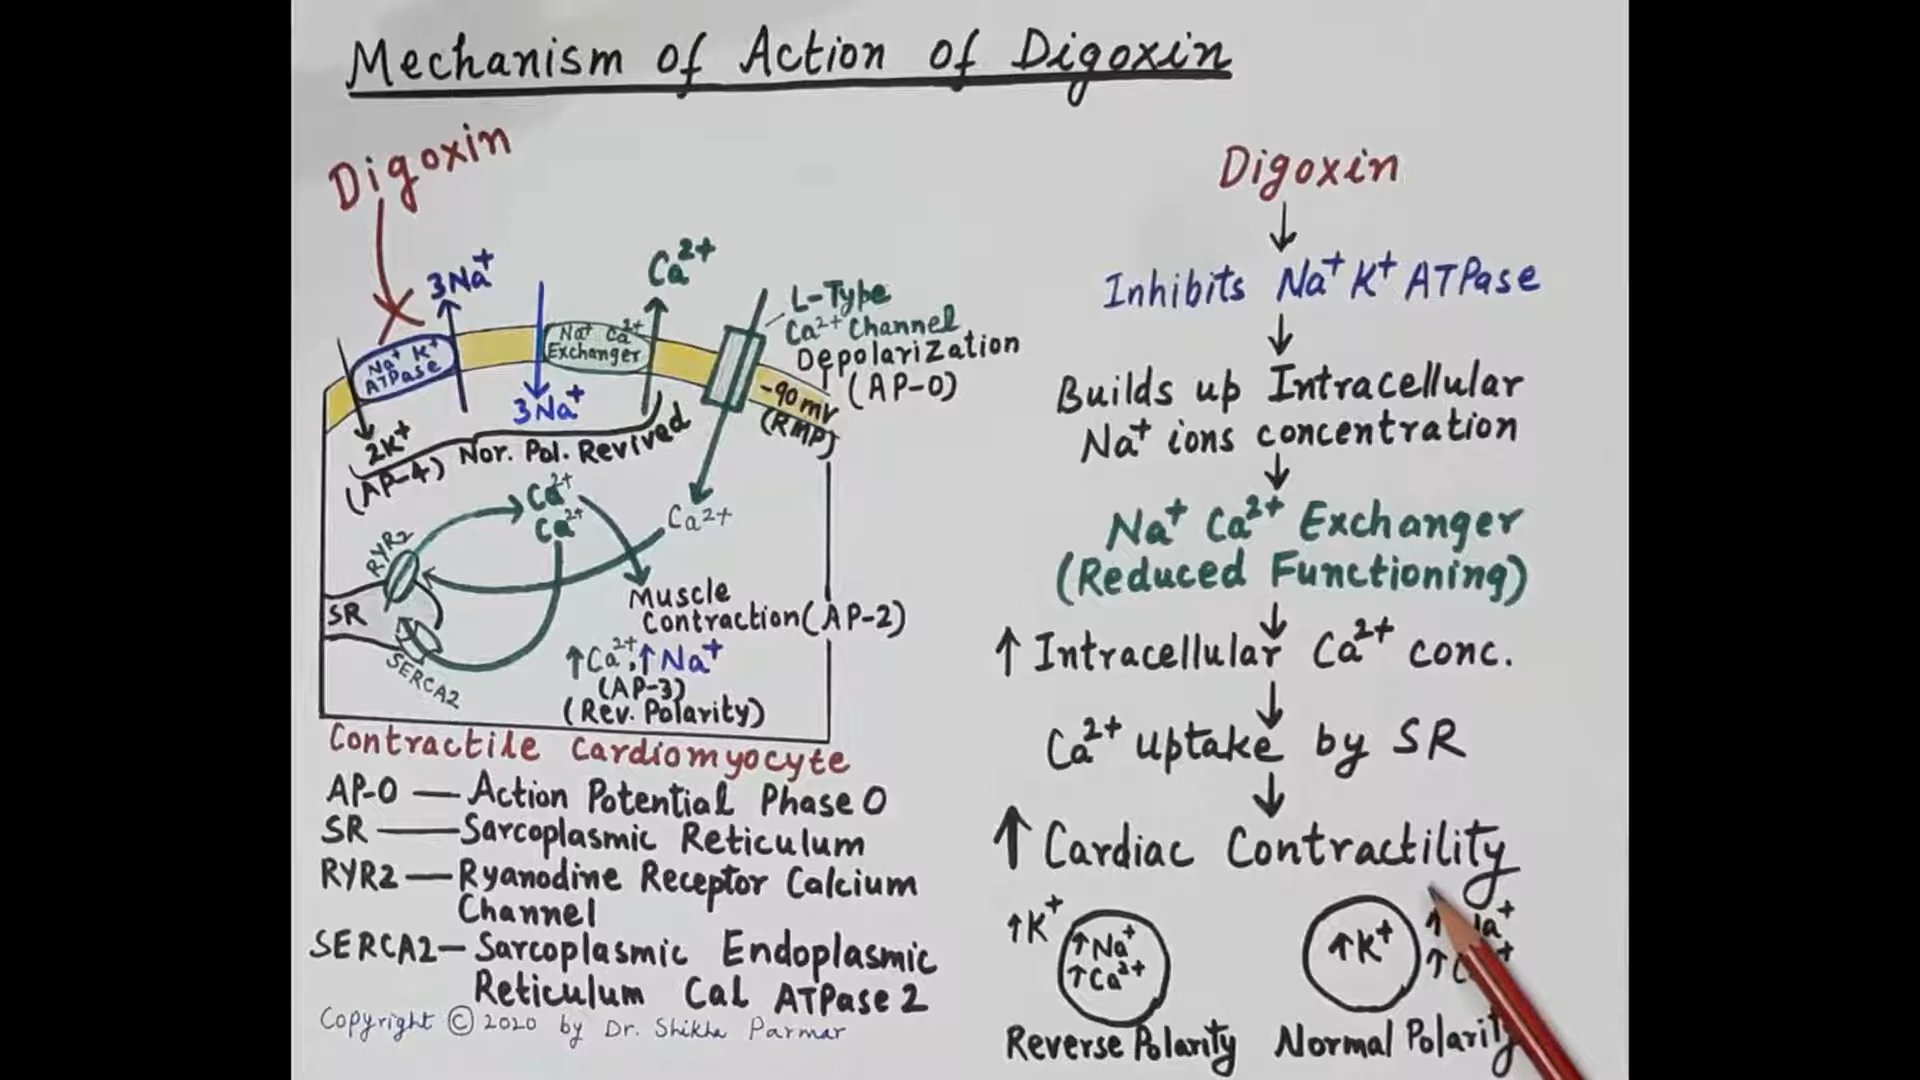 Mechanism of Action of Digoxin
Digoxin
3Na+
Ca2+
L-Type
Ca2+ Channel
Depolarization
(AP-0)
Na+ K+
ATPase
Na+ Ca2+
Exchanger
-90 mv
(RMP)
2K+
3Na+
(AP-4)
Nor. Pol. Revived
Ca2+
Ca2+
Ca2+
RYR2
SR
SERCA2
Muscle
Contraction (AP-2)
↑Ca2+, ↑Na+
(AP-3)
(Rev. Polarity)
Contractile Cardiomyocyte
AP-0 — Action Potential Phase 0
SR — Sarcoplasmic Reticulum
RYR2 — Ryanodine Receptor Calcium
Channel
SERCA2 — Sarcoplasmic Endoplasmic
Reticulum Cal ATPase 2
Copyright © 2020 by Dr. Shikha Parmar
Digoxin
↓
Inhibits Na+ K+ ATPase
↓
Builds up Intracellular
Na+ ions concentration
↓
Na+ Ca2+ Exchanger
(Reduced Functioning)
↓
↑ Intracellular Ca2+ conc.
↓
Ca2+ uptake by SR
↓
↑ Cardiac Contractility
↑K+
↑Na+
↑Ca2+
Reverse Polarity
↑K+
Normal Polarity